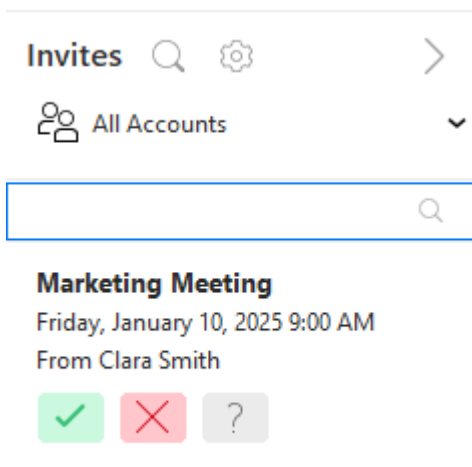 Invites
All Accounts
Marketing Meeting
Friday, January 10, 2025 9:00 AM
From Clara Smith
?